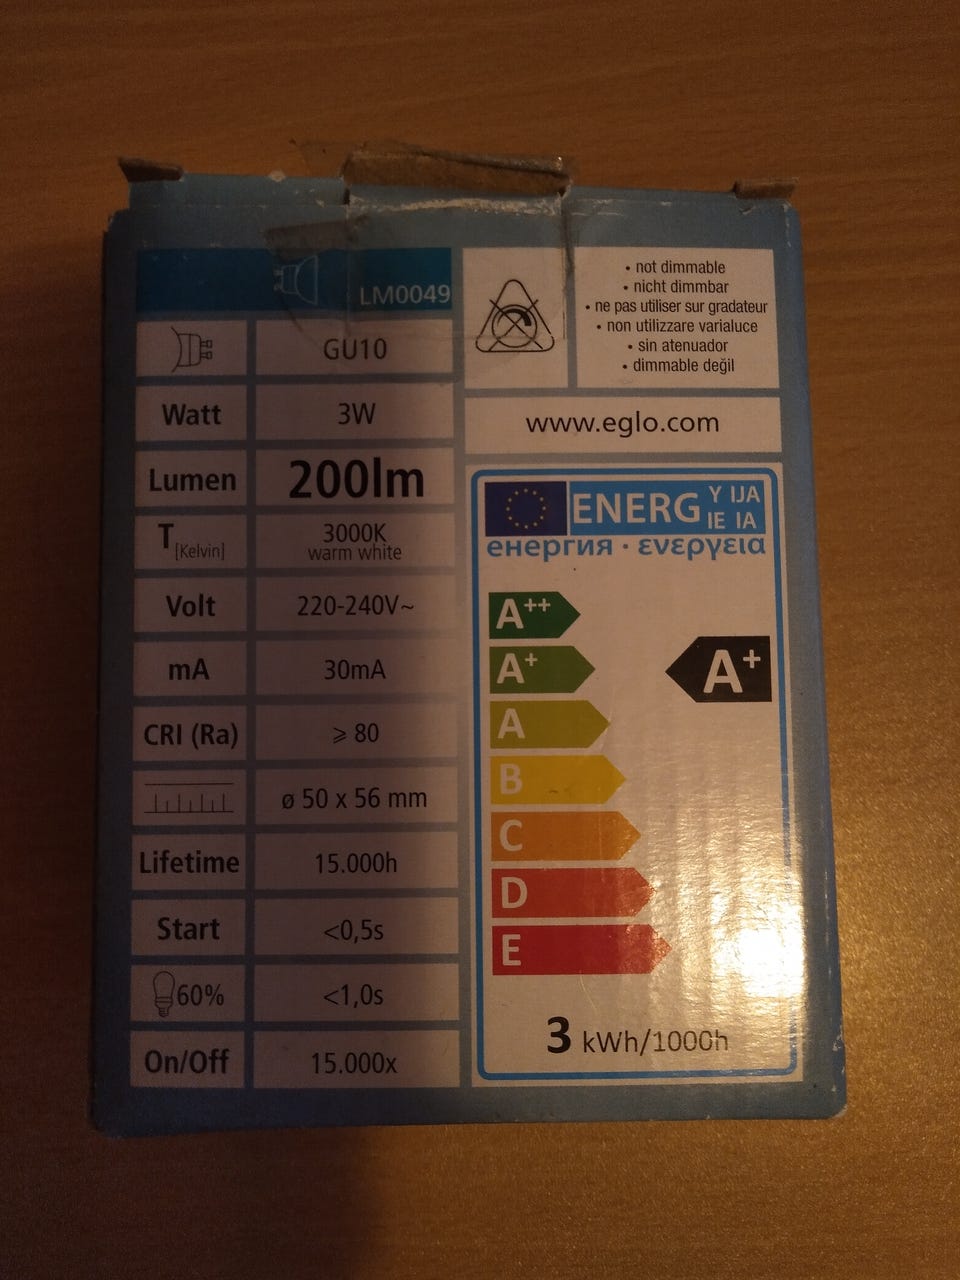 LM0049
GU10
Watt 3W
Lumen 200lm
T [Kelvin] 3000K
warm white
Volt 220-240V~
mA 30mA
CRI (Ra) ⩾ 80
ø 50 x 56 mm
Lifetime 15.000h
Start <0,5s
60% <1,0s
On/Off 15.000x
• not dimmable
• nicht dimmbar
• ne pas utiliser sur gradateur
• non utilizzare varialuce
• sin atenuador
• dimmable değil
www.eglo.com
ENERG Y IJA
IE IA
енергия · ενεργεια
A++
A+
A+
A
B
C
D
E
3 kWh/1000h